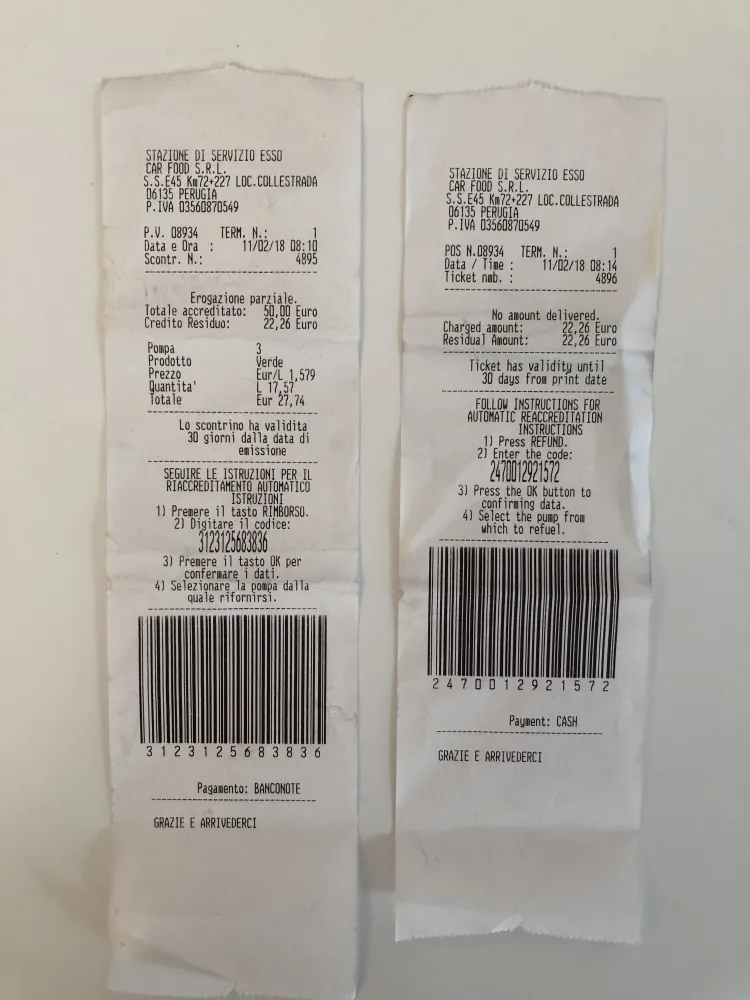 STAZIONE DI SERVIZIO ESSO
CAR FOOD S.R.L.
S.S.E45 Km72+227 LOC.COLLESTRADA
06135 PERUGIA
P.IVA 03560870549
P.V. 08934 TERM. N.: 1
Data e Ora : 11/02/18 08:10
Scontr. N.: 4895
Erogazione parziale.
Totale accreditato: 50,00 Euro
Credito Residuo: 22,26 Euro
Pompa 3
Prodotto Verde
Prezzo Eur/L 1,579
Quantita' L 17,57
Totale Eur 27,74
Lo scontrino ha validita
30 giorni dalla data di
emissione
SEGUIRE LE ISTRUZIONI PER IL
RIACCREDITAMENTO AUTOMATICO
ISTRUZIONI
1) Premere il tasto RIMBORSO.
2) Digitare il codice:
3123125683836
3) Premere il tasto OK per
confermare i dati.
4) Selezionare la pompa dalla
quale rifornirsi.
3123125683836
Pagamento: BANCONOTE
GRAZIE E ARRIVEDERCI
STAZIONE DI SERVIZIO ESSO
CAR FOOD S.R.L.
S.S.E45 Km72+227 LOC.COLLESTRADA
06135 PERUGIA
P.IVA 03560870549
POS N.08934 TERM. N.: 1
Data / Time : 11/02/18 08:14
Ticket nmb. : 4896
No amount delivered.
Charged amount: 22,26 Euro
Residual Amount: 22,26 Euro
Ticket has validity until
30 days from print date
FOLLOW INSTRUCTIONS FOR
AUTOMATIC REACCREDITATION
INSTRUCTIONS
1) Press REFUND.
2) Enter the code:
2470012921572
3) Press the OK button to
confirming data.
4) Select the pump from
which to refuel.
2470012921572
Payment: CASH
GRAZIE E ARRIVEDERCI